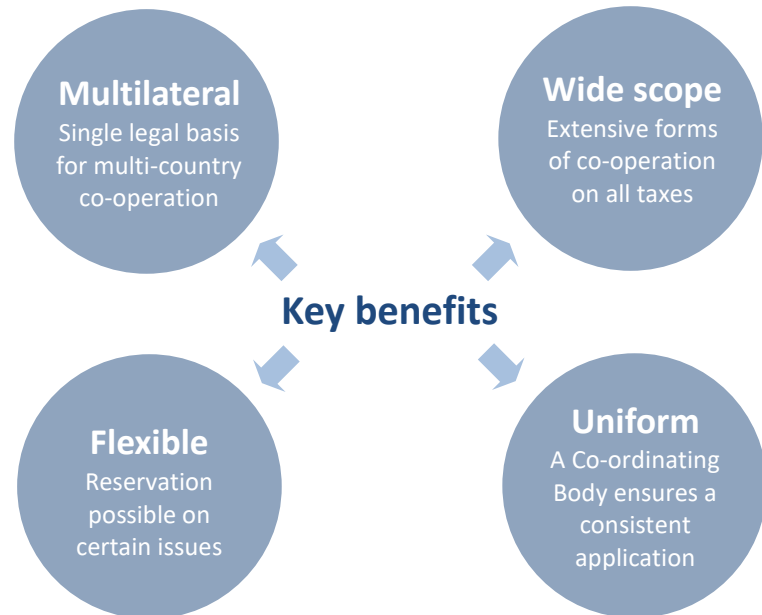 Multilateral
Single legal basis
for multi-country
co-operation
Wide scope
Extensive forms
of co-operation
on all taxes
Key benefits
Flexible
Reservation
possible on
certain issues
Uniform
A Co-ordinating
Body ensures a
consistent
application